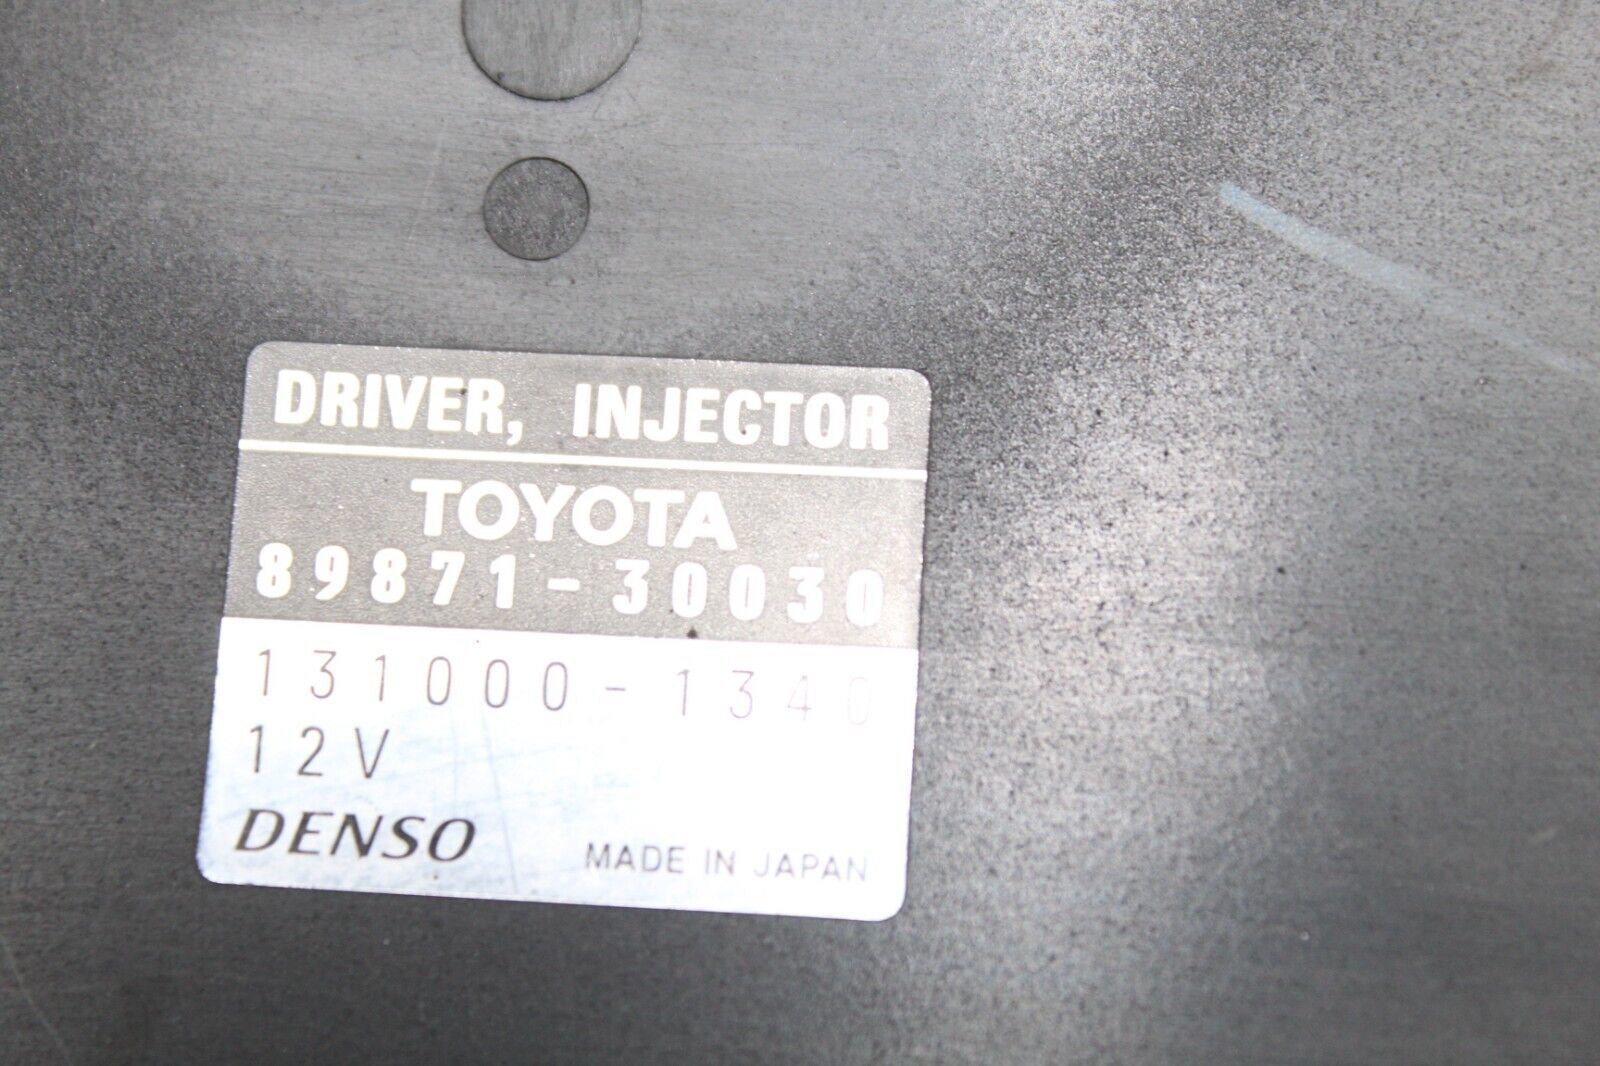 DRIVER, INJECTOR
TOYOTA
89871-30030
131000-1340
12V
DENSO
MADE IN JAPAN